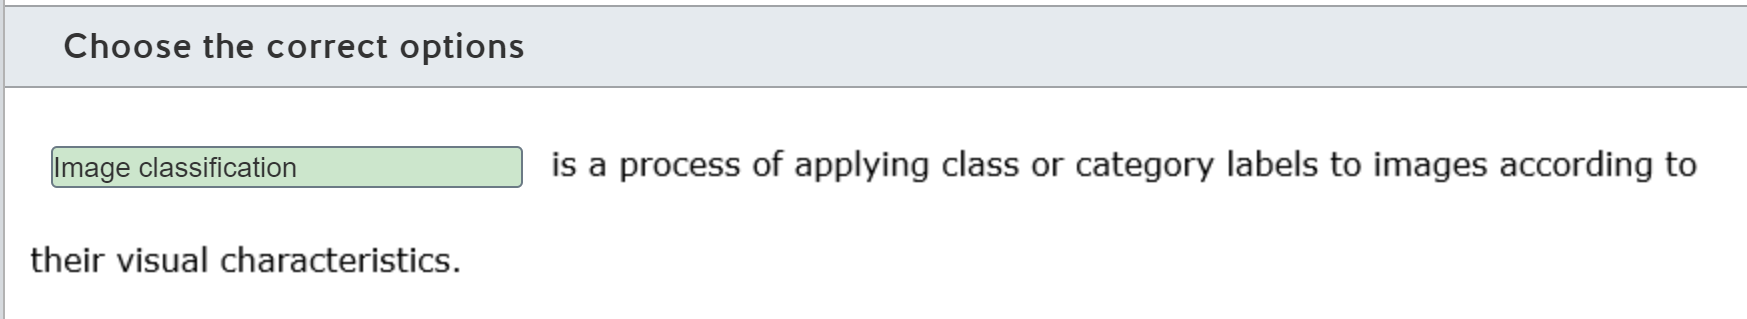 Choose the correct options
Image classification is a process of applying class or category labels to images according to
their visual characteristics.